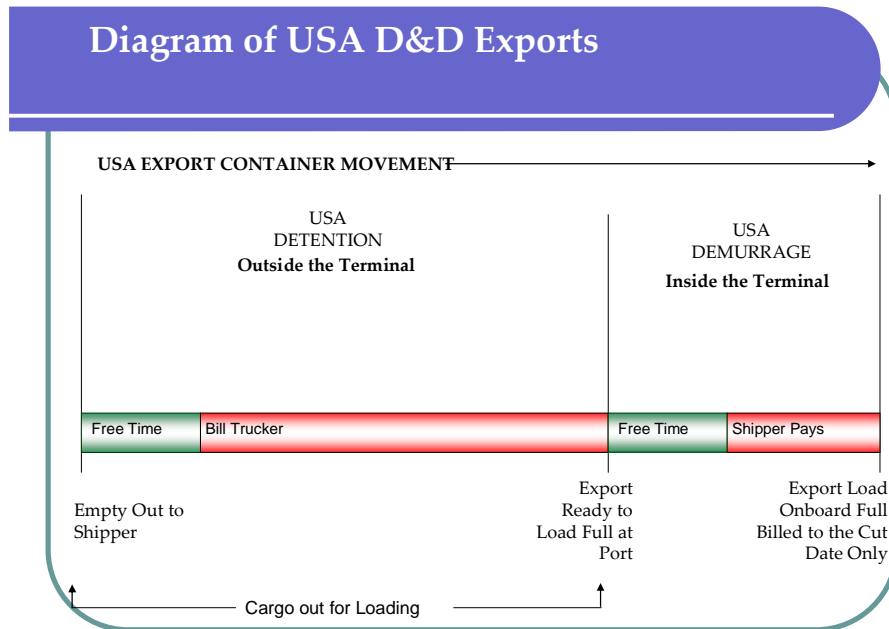 Diagram of USA D&D Exports
USA EXPORT CONTAINER MOVEMENT
USA
DETENTION
Outside the Terminal
USA
DEMURRAGE
Inside the Terminal
Free Time
Bill Trucker
Free Time
Shipper Pays
Empty Out to
Shipper
Export
Ready to
Load Full at
Port
Export Load
Onboard Full
Billed to the Cut
Date Only
Cargo out for Loading